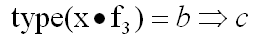 type(x•f₃) = b ⇒ c